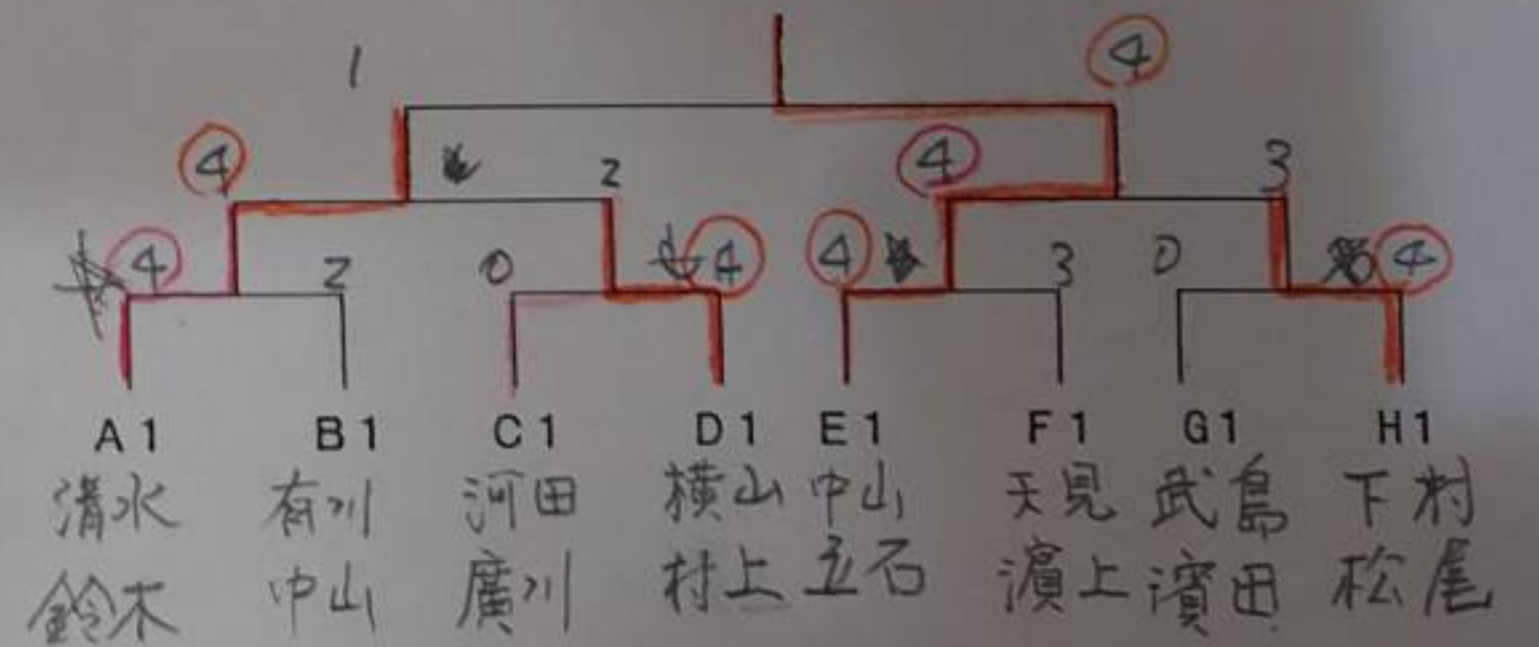 1 ④
④ 2 ④ 3
④ 2 0 ④ ④ 3 0 ④
A1 B1 C1 D1 E1 F1 G1 H1
清水 有川 河田 横山 中山 天見 武島 下村
鈴木 中山 廣川 村上 立石 濵上 濵田 松尾